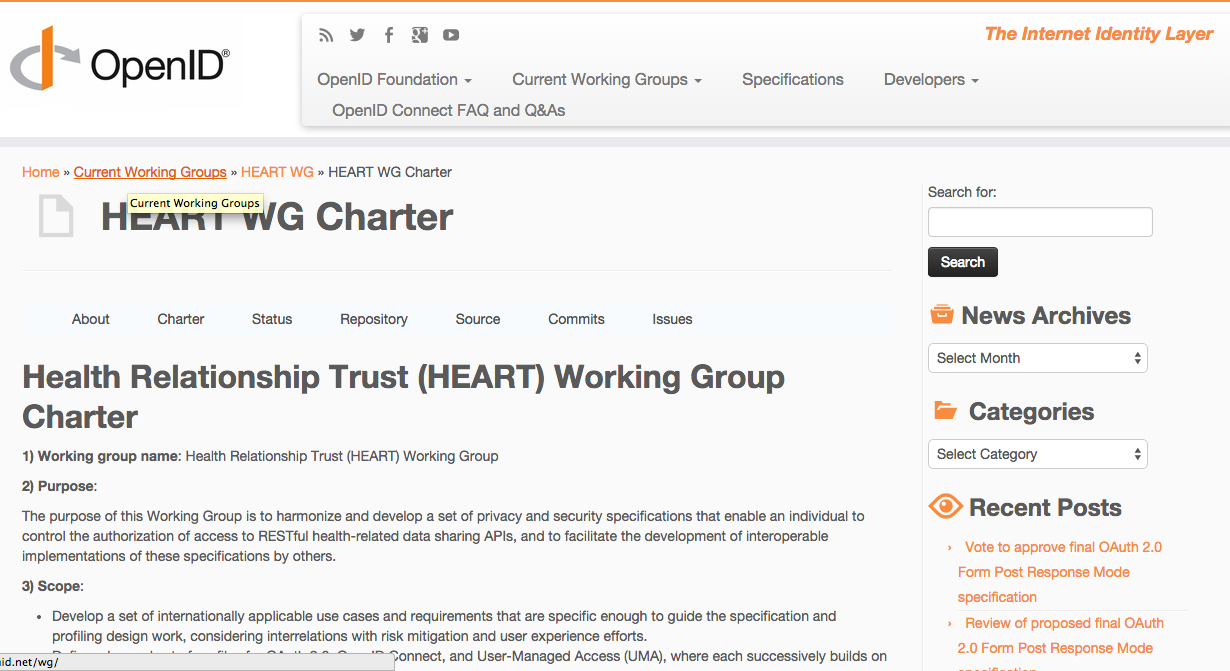 OpenID®
The Internet Identity Layer
OpenID Foundation
Current Working Groups
Specifications
Developers
OpenID Connect FAQ and Q&As
Home » Current Working Groups » HEART WG » HEART WG Charter
Current Working Groups
HEART WG Charter
About
Charter
Status
Repository
Source
Commits
Issues
Health Relationship Trust (HEART) Working Group
Charter
1) Working group name: Health Relationship Trust (HEART) Working Group
2) Purpose:
The purpose of this Working Group is to harmonize and develop a set of privacy and security specifications that enable an individual to
control the authorization of access to RESTful health-related data sharing APIs, and to facilitate the development of interoperable
implementations of these specifications by others.
3) Scope:
• Develop a set of internationally applicable use cases and requirements that are specific enough to guide the specification and
profiling design work, considering interrelations with risk mitigation and user experience efforts.
Connect, and User-Managed Access (UMA), where each successively builds on
id.net/wg/
Search for:
Search
News Archives
Select Month
Categories
Select Category
Recent Posts
› Vote to approve final OAuth 2.0
Form Post Response Mode
specification
› Review of proposed final OAuth
2.0 Form Post Response Mode
specification